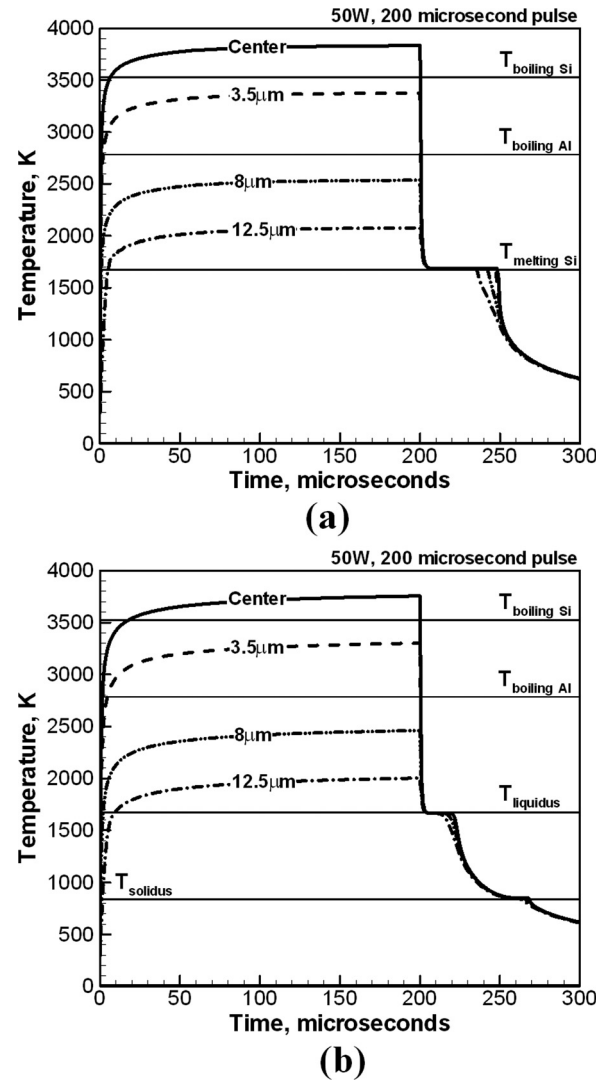 50W, 200 microsecond pulse
4000
Center
T boiling Si
3500
3.5μm
3000
T boiling Al
Temperature, K
2500
8μm
2000
12.5μm
T melting Si
1500
1000
500
0
0 50 100 150 200 250 300
Time, microseconds
(a)
50W, 200 microsecond pulse
4000
Center
T boiling Si
3500
3.5μm
3000
T boiling Al
Temperature, K
2500
8μm
2000
12.5μm
T liquidus
1500
1000
T solidus
500
0
0 50 100 150 200 250 300
Time, microseconds
(b)